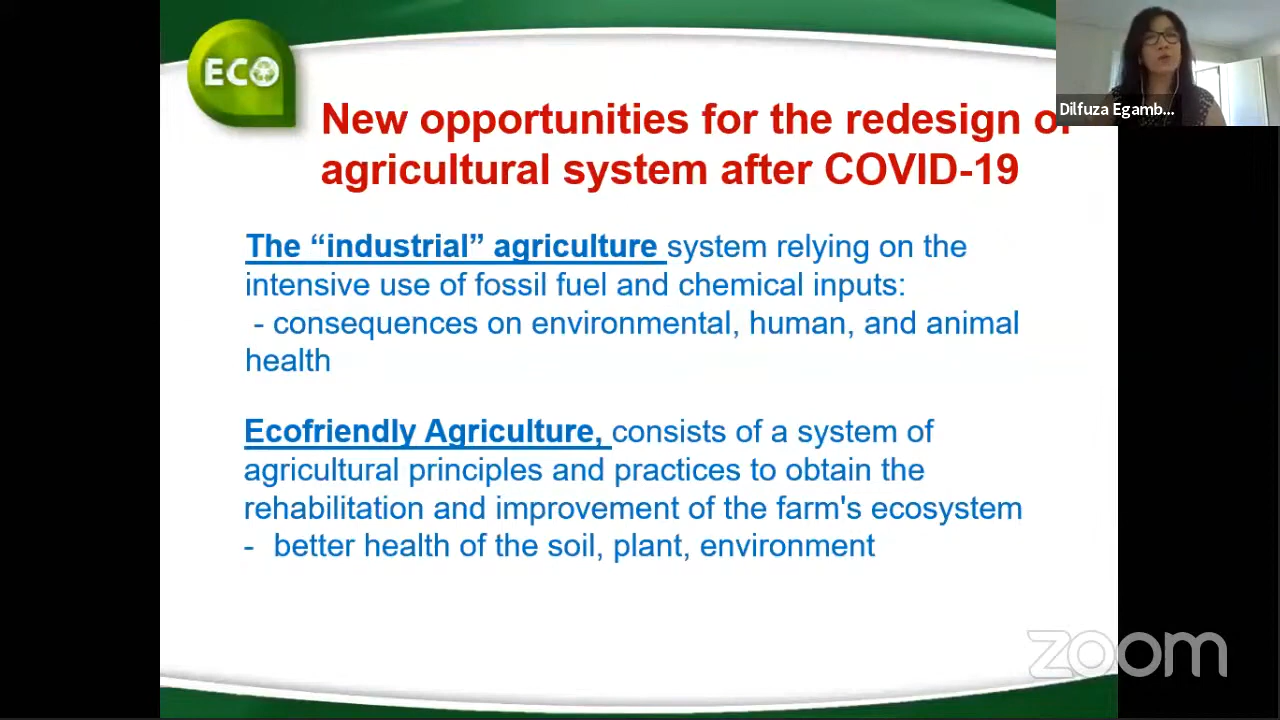 ECO
Dilfuza Egamb...
New opportunities for the redesign of
agricultural system after COVID-19
The “industrial” agriculture system relying on the
intensive use of fossil fuel and chemical inputs:
- consequences on environmental, human, and animal
health
Ecofriendly Agriculture, consists of a system of
agricultural principles and practices to obtain the
rehabilitation and improvement of the farm's ecosystem
- better health of the soil, plant, environment
zoom